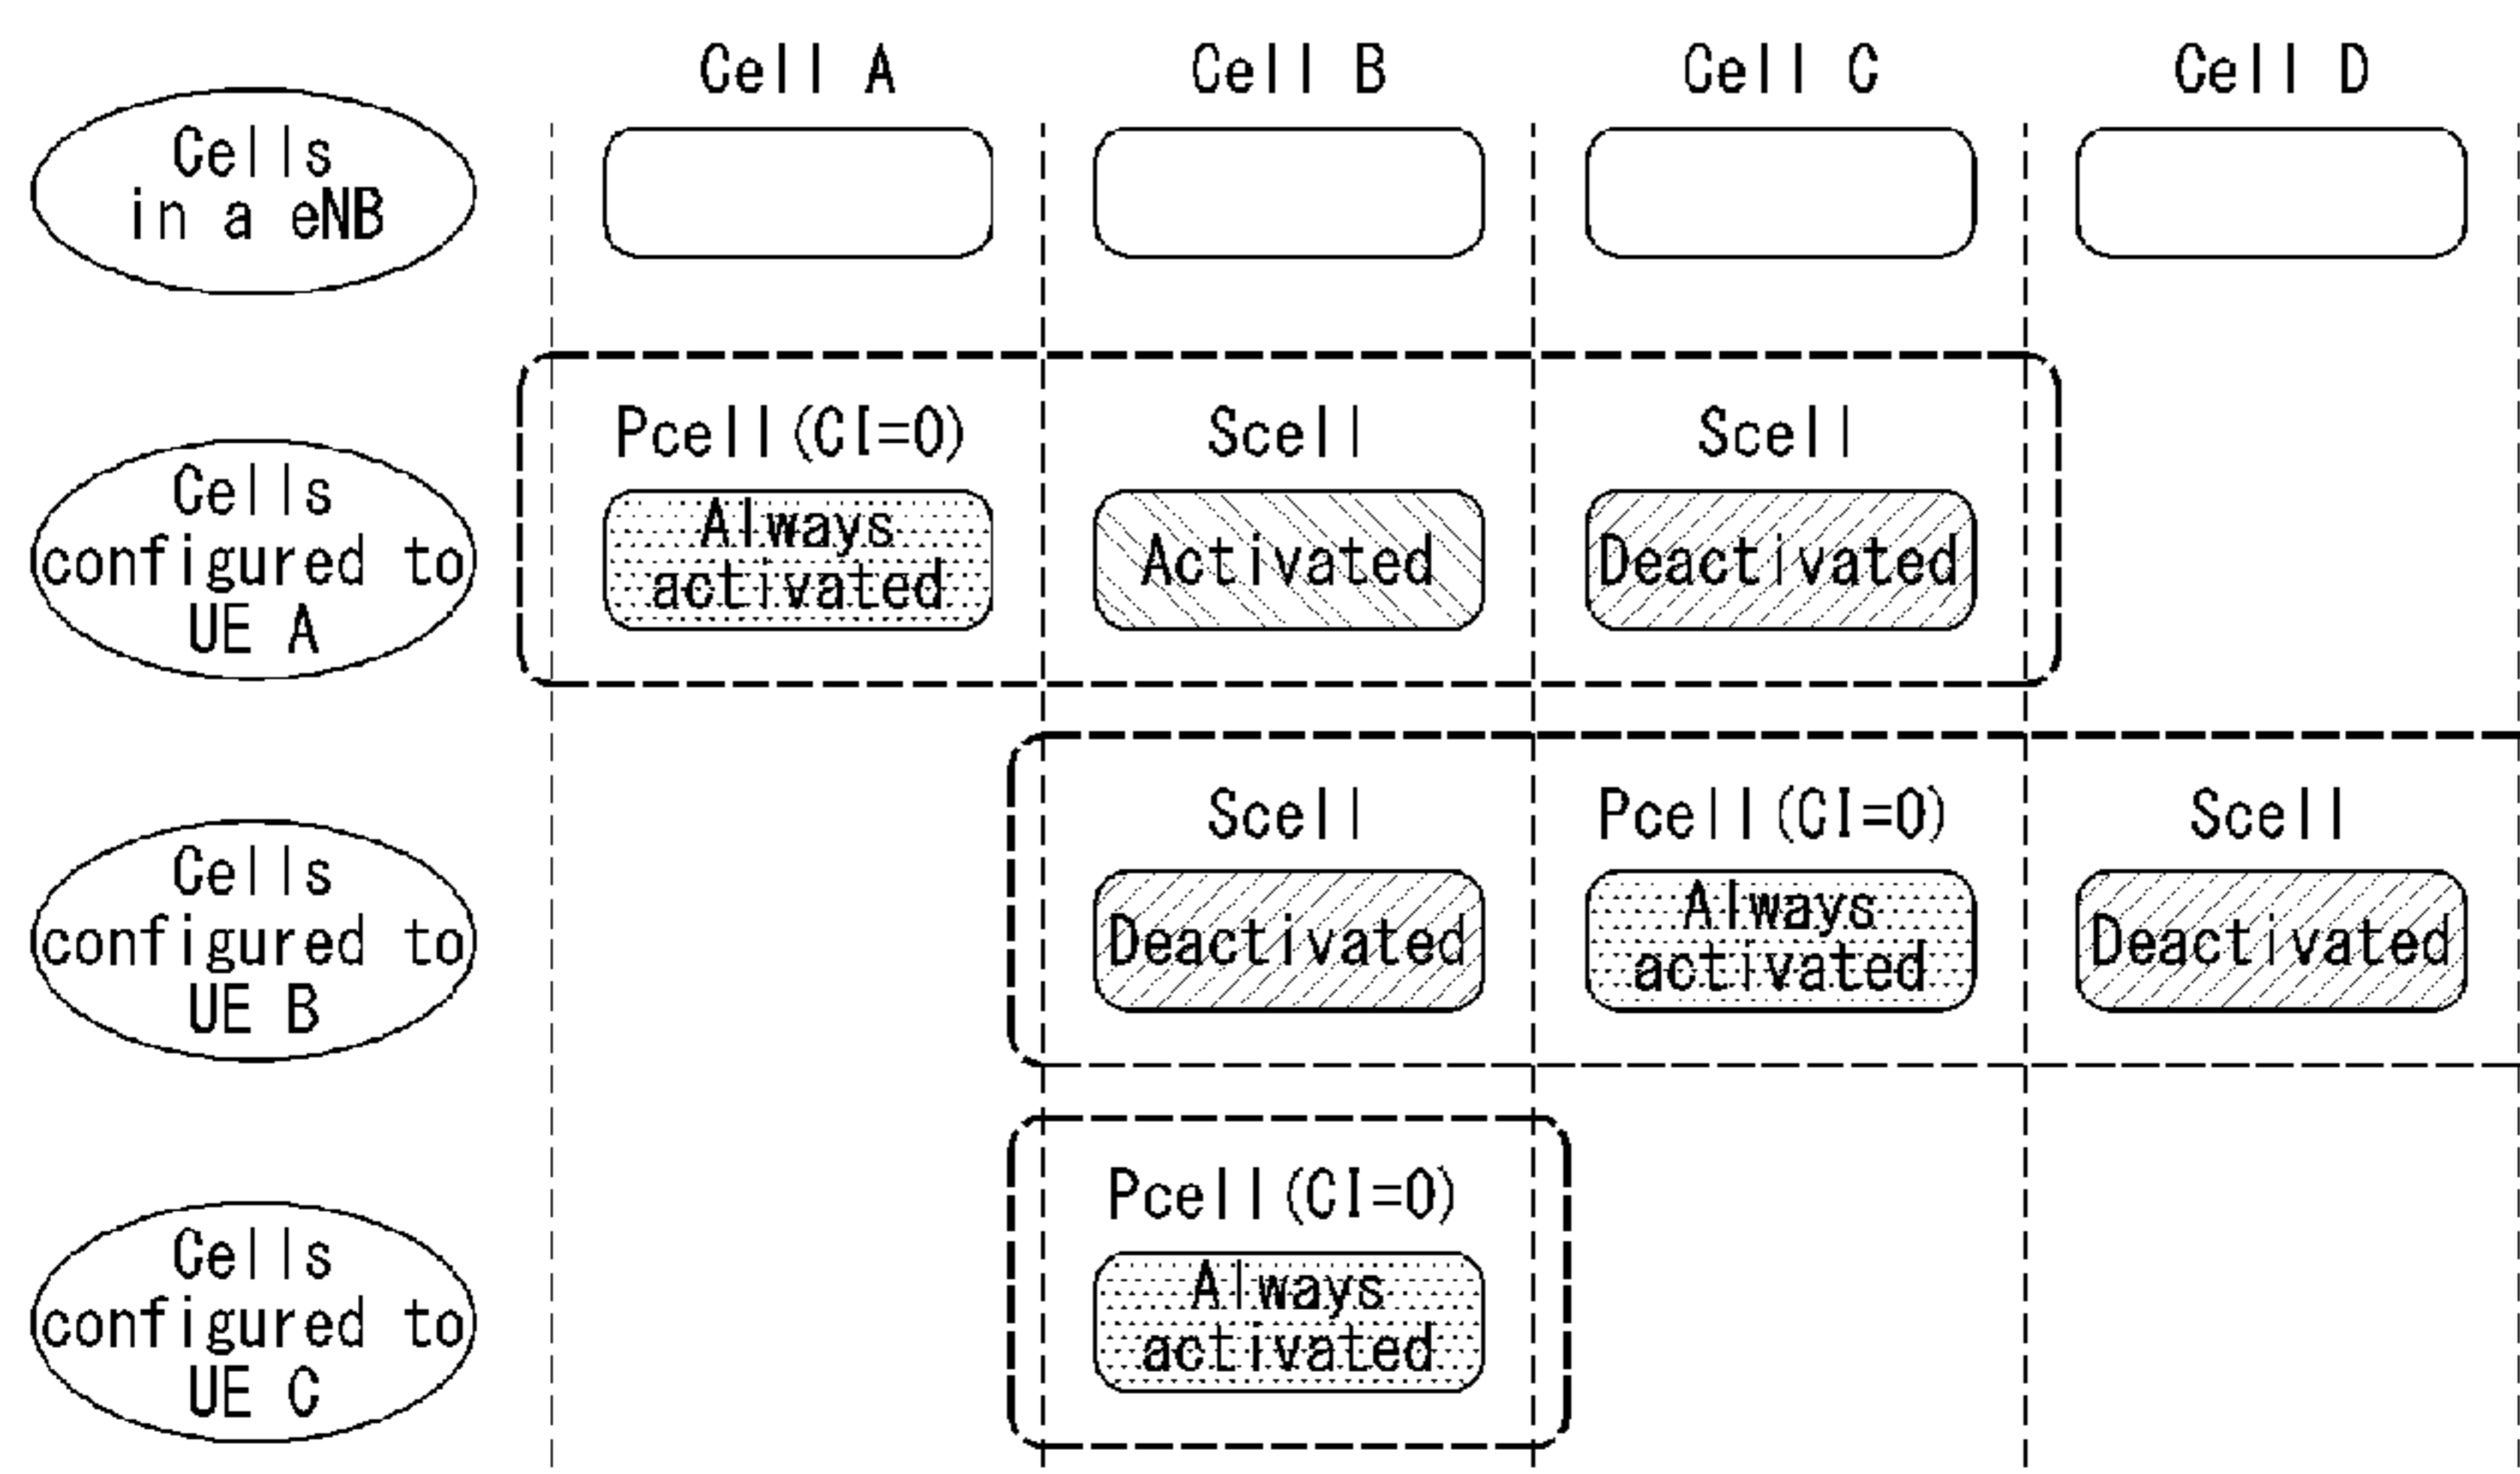 Cell A Cell B Cell C Cell D
Cells
in a eNB
Pcell(CI=0) Scell Scell
Cells
configured to
UE A
Always
activated
Activated
Deactivated
Scell Pcell(CI=0) Scell
Cells
configured to
UE B
Deactivated
Always
activated
Deactivated
Pcell(CI=0)
Cells
configured to
UE C
Always
activated